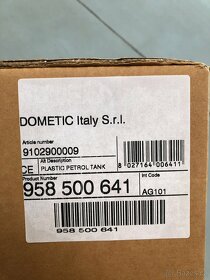 DOMETIC Italy S.r.l.
Article number
9102900009
CE
Alt Description
PLASTIC PETROL TANK
8 027164 006411
Product Number
Int Code
958 500 641
AG101
958 500 641